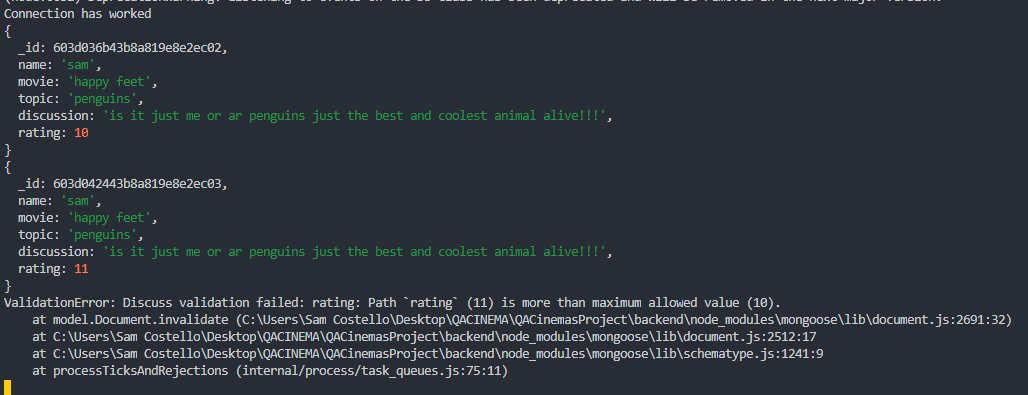 Connection has worked
{
  _id: 603d036b43b8a819e8e2ec02,
  name: 'sam',
  movie: 'happy feet',
  topic: 'penguins',
  discussion: 'is it just me or ar penguins just the best and coolest animal alive!!!',
  rating: 10
}
{
  _id: 603d042443b8a819e8e2ec03,
  name: 'sam',
  movie: 'happy feet',
  topic: 'penguins',
  discussion: 'is it just me or ar penguins just the best and coolest animal alive!!!',
  rating: 11
}
ValidationError: Discuss validation failed: rating: Path `rating` (11) is more than maximum allowed value (10).
    at model.Document.invalidate (C:\Users\Sam Costello\Desktop\QACINEMA\QACinemasProject\backend\node_modules\mongoose\lib\document.js:2691:32)
    at C:\Users\Sam Costello\Desktop\QACINEMA\QACinemasProject\backend\node_modules\mongoose\lib\document.js:2512:17
    at C:\Users\Sam Costello\Desktop\QACINEMA\QACinemasProject\backend\node_modules\mongoose\lib\schematype.js:1241:9
    at processTicksAndRejections (internal/process/task_queues.js:75:11)